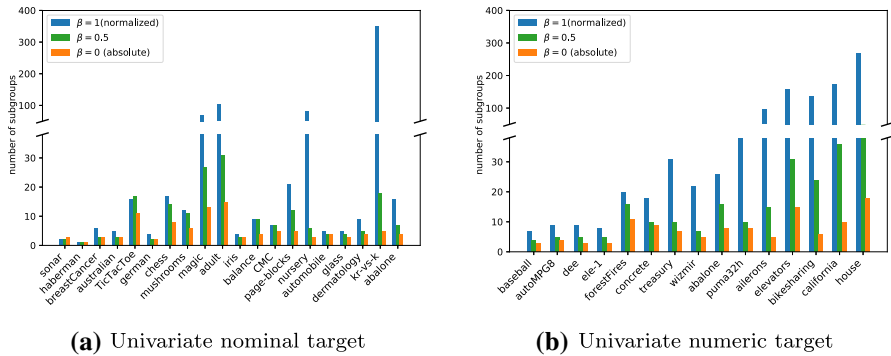 400
300
200
100
30
20
10
0
number of subgroups
β = 1(normalized)
β = 0.5
β = 0 (absolute)
sonar
haberman
breastCancer
australian
TicTacToe
german
chess
mushrooms
magic
adult
iris
balance
CMC
page-blocks
nursery
automobile
glass
dermatology
kr-vs-k
abalone
(a) Univariate nominal target
400
300
200
100
30
20
10
0
number of subgroups
β = 1(normalized)
β = 0.5
β = 0 (absolute)
baseball
autoMPG8
dee
ele-1
forestFires
concrete
treasury
wizmir
abalone
puma32h
ailerons
elevators
bikesharing
california
house
(b) Univariate numeric target